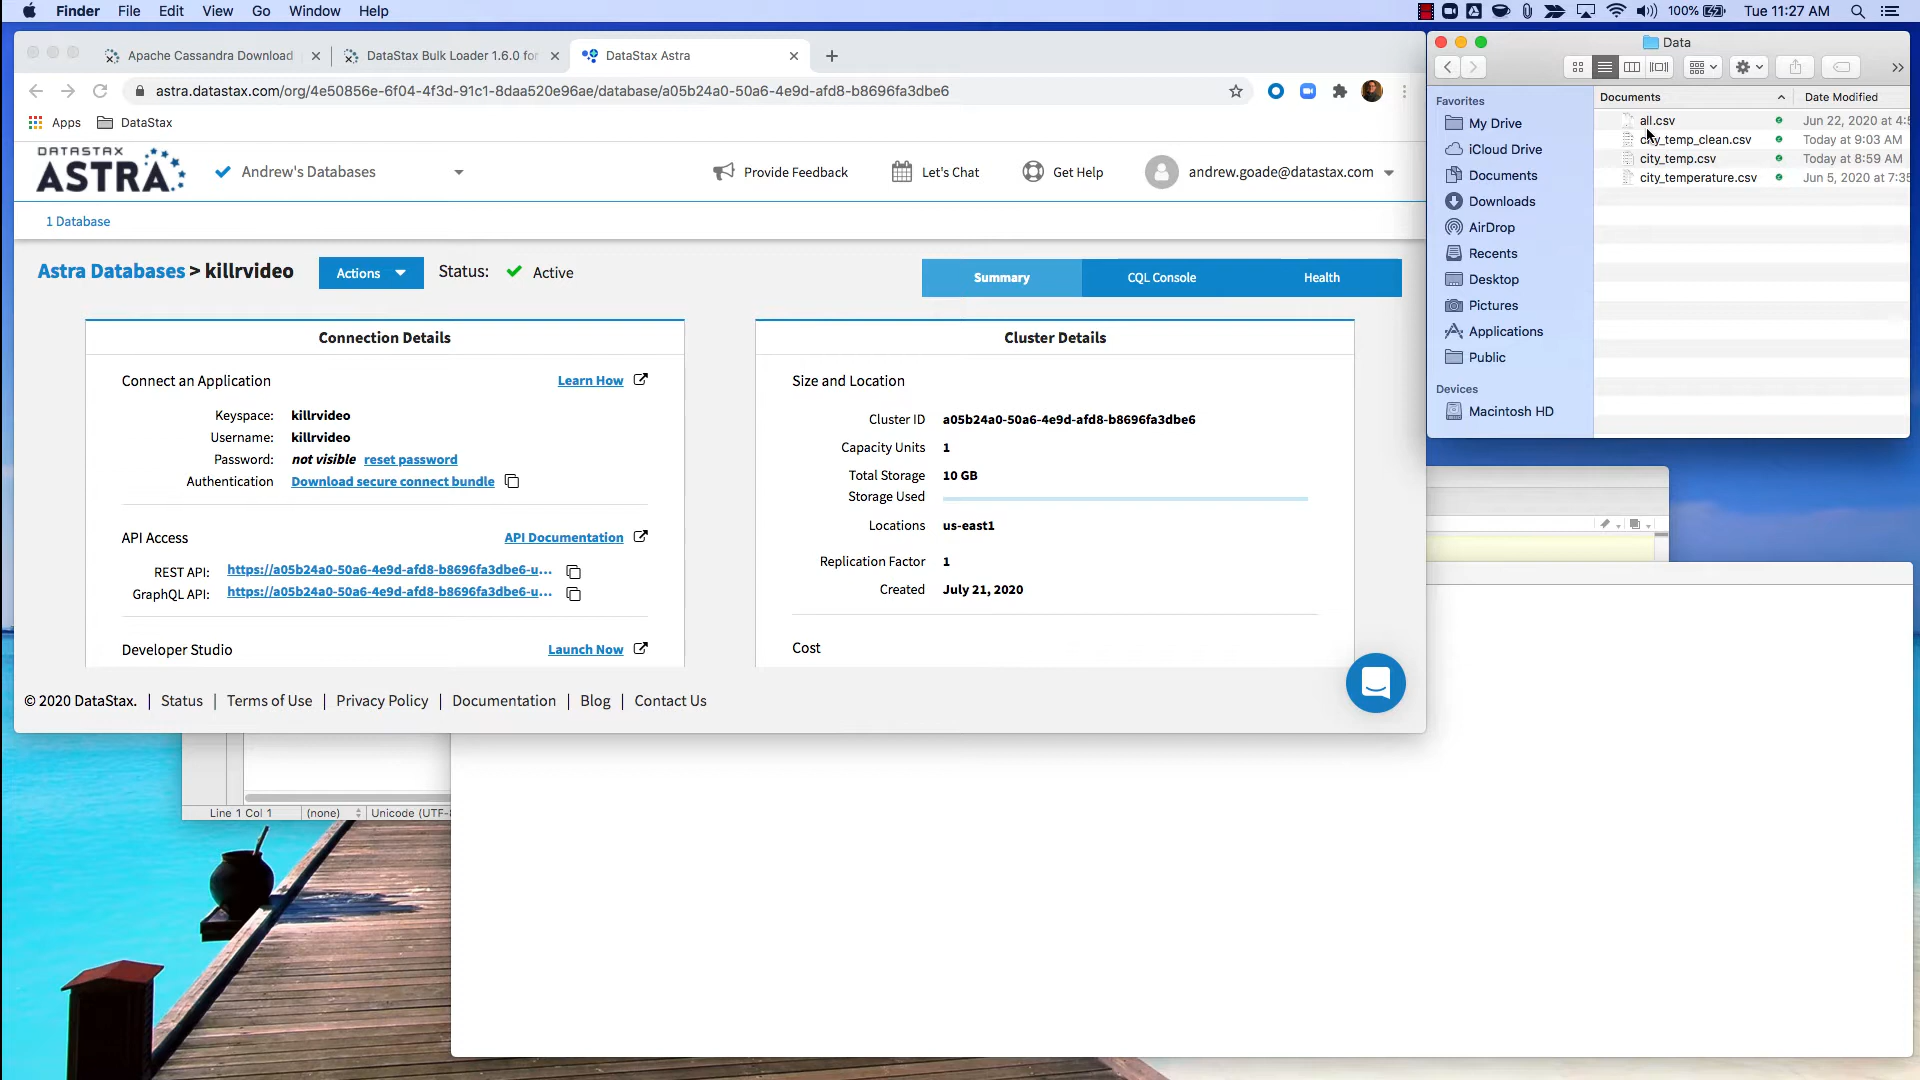 Finder File Edit View Go Window Help
100% Tue 11:27 AM
Apache Cassandra Download
DataStax Bulk Loader 1.6.0 for
DataStax Astra
astra.datastax.com/org/4e50856e-6f04-4f3d-91c1-8daa520e96ae/database/a05b24a0-50a6-4e9d-afd8-b8696fa3dbe6
Apps DataStax
DATASTAX
ASTRA
Andrew's Databases
Provide Feedback
Let's Chat
Get Help
andrew.goade@datastax.com
1 Database
Astra Databases > killrvideo
Actions
Status: Active
Summary
CQL Console
Health
Connection Details
Connect an Application Learn How
Keyspace: killrvideo
Username: killrvideo
Password: not visible reset password
Authentication Download secure connect bundle
API Access API Documentation
REST API: https://a05b24a0-50a6-4e9d-afd8-b8696fa3dbe6-u...
GraphQL API: https://a05b24a0-50a6-4e9d-afd8-b8696fa3dbe6-u...
Developer Studio Launch Now
Cluster Details
Size and Location
Cluster ID a05b24a0-50a6-4e9d-afd8-b8696fa3dbe6
Capacity Units 1
Total Storage 10 GB
Storage Used
Locations us-east1
Replication Factor 1
Created July 21, 2020
Cost
© 2020 DataStax. | Status | Terms of Use | Privacy Policy | Documentation | Blog | Contact Us
Line 1 Col 1 (none) Unicode (UTF-
Data
Favorites
My Drive
iCloud Drive
Documents
Downloads
AirDrop
Recents
Desktop
Pictures
Applications
Public
Devices
Macintosh HD
Documents Date Modified
all.csv Jun 22, 2020 at 4:5
city_temp_clean.csv Today at 9:03 AM
city_temp.csv Today at 8:59 AM
city_temperature.csv Jun 5, 2020 at 7:35